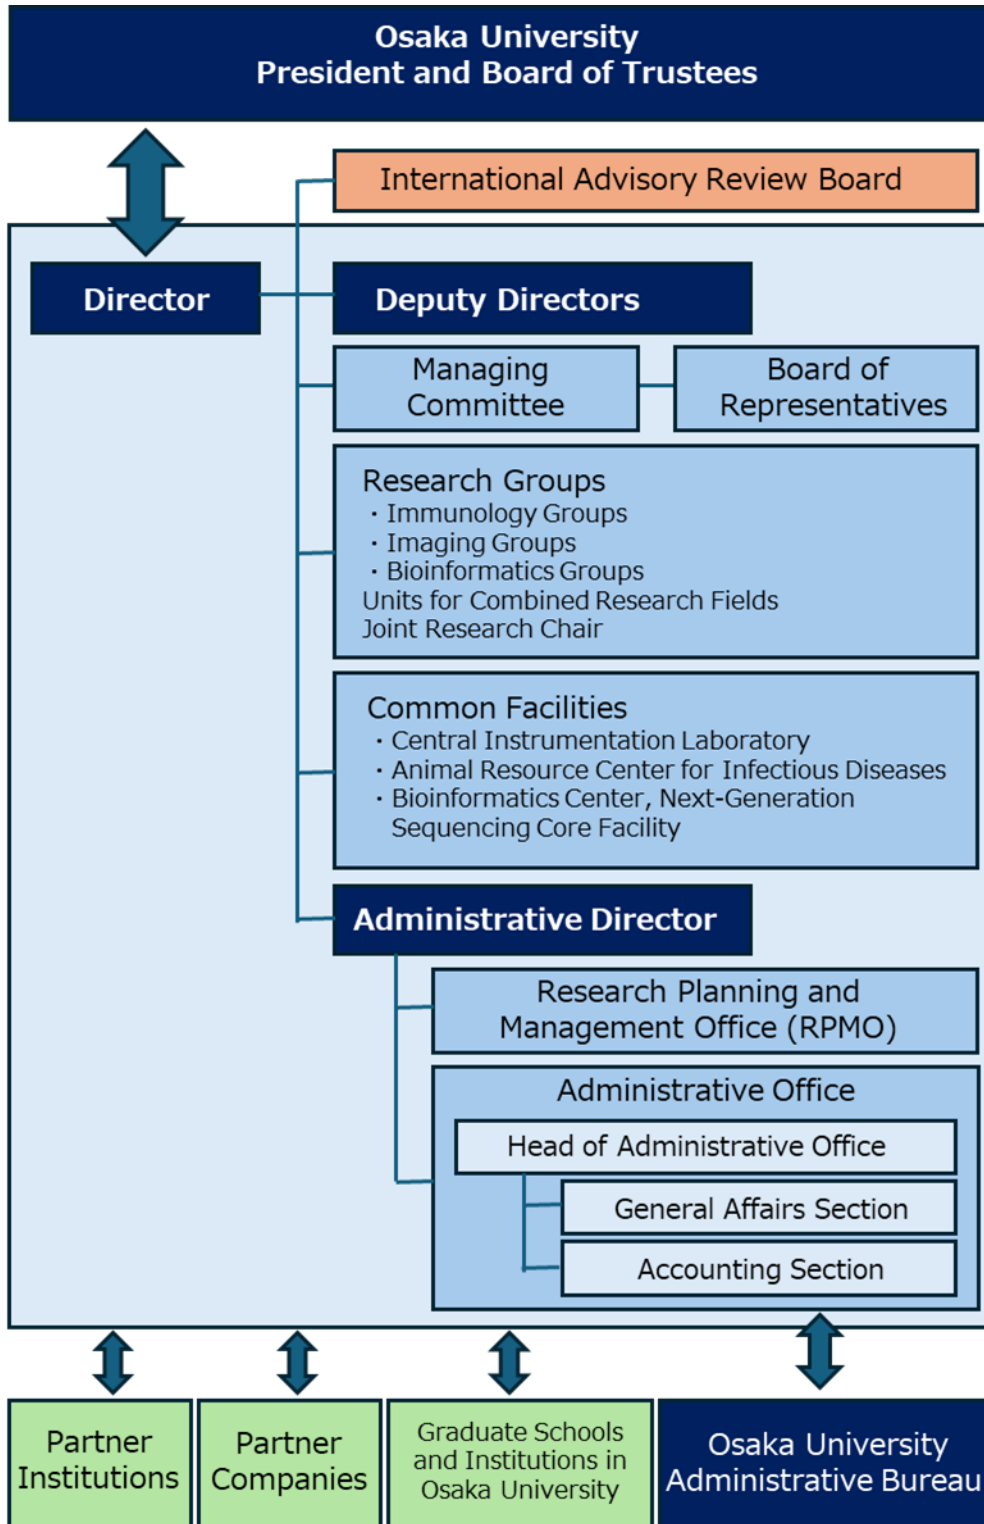 Osaka University
President and Board of Trustees
International Advisory Review Board
Director
Deputy Directors
Managing
Committee
Board of
Representatives
Research Groups
・Immunology Groups
・Imaging Groups
・Bioinformatics Groups
Units for Combined Research Fields
Joint Research Chair
Common Facilities
・Central Instrumentation Laboratory
・Animal Resource Center for Infectious Diseases
・Bioinformatics Center, Next-Generation
Sequencing Core Facility
Administrative Director
Research Planning and
Management Office (RPMO)
Administrative Office
Head of Administrative Office
General Affairs Section
Accounting Section
Partner
Institutions
Partner
Companies
Graduate Schools
and Institutions in
Osaka University
Osaka University
Administrative Bureau